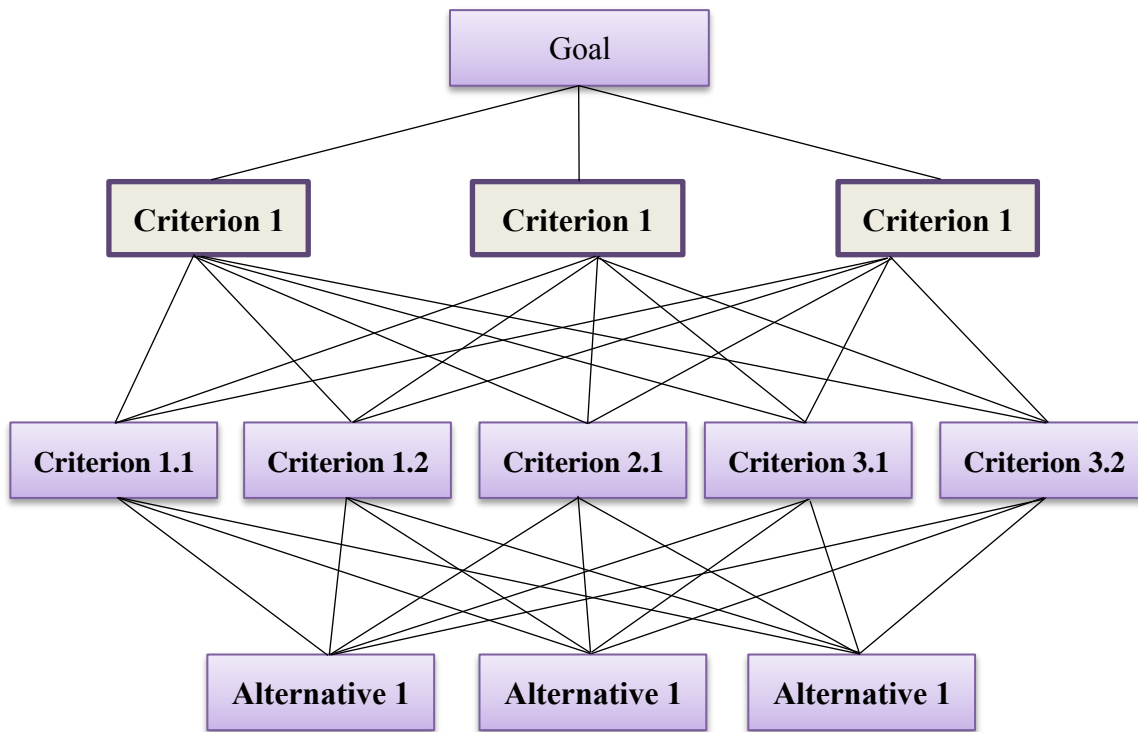 Goal
Criterion 1
Criterion 1
Criterion 1
Criterion 1.1
Criterion 1.2
Criterion 2.1
Criterion 3.1
Criterion 3.2
Alternative 1
Alternative 1
Alternative 1